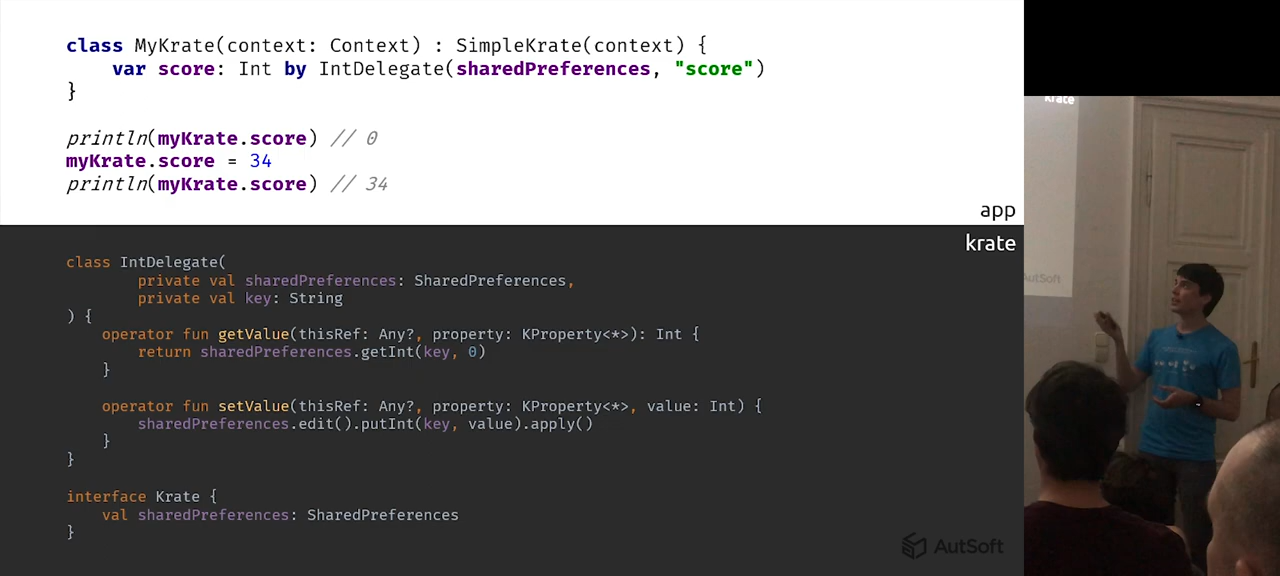 class MyKrate(context: Context) : SimpleKrate(context) {
    var score: Int by IntDelegate(sharedPreferences, "score")
}
println(myKrate.score) // 0
myKrate.score = 34
println(myKrate.score) // 34
app
krate
class IntDelegate(
        private val sharedPreferences: SharedPreferences,
        private val key: String
) {
    operator fun getValue(thisRef: Any?, property: KProperty<*>): Int {
        return sharedPreferences.getInt(key, 0)
    }
    operator fun setValue(thisRef: Any?, property: KProperty<*>, value: Int) {
        sharedPreferences.edit().putInt(key, value).apply()
    }
}
interface Krate {
    val sharedPreferences: SharedPreferences
}
AutSoft
krate
AutSoft